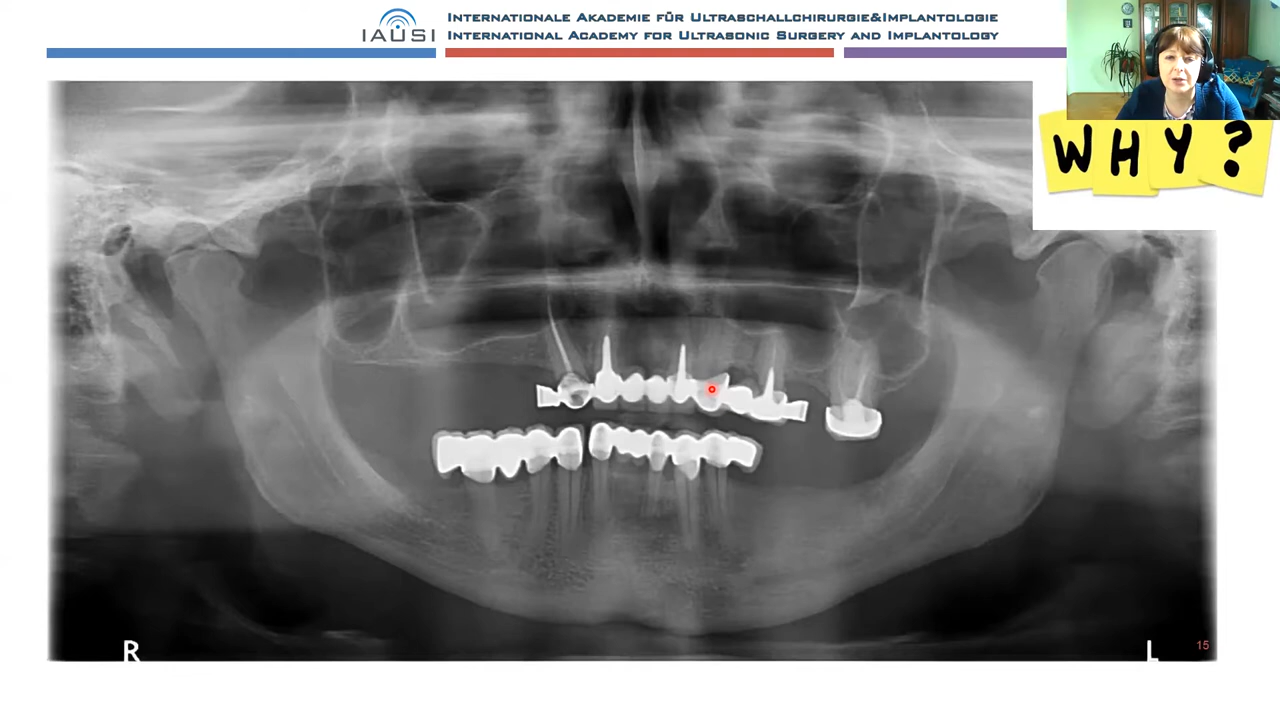 IAUSI
INTERNATIONALE AKADEMIE FÜR ULTRASCHALLCHIRURGIE&IMPLANTOLOGIE
INTERNATIONAL ACADEMY FOR ULTRASONIC SURGERY AND IMPLANTOLOGY
WHY?
R
L
15